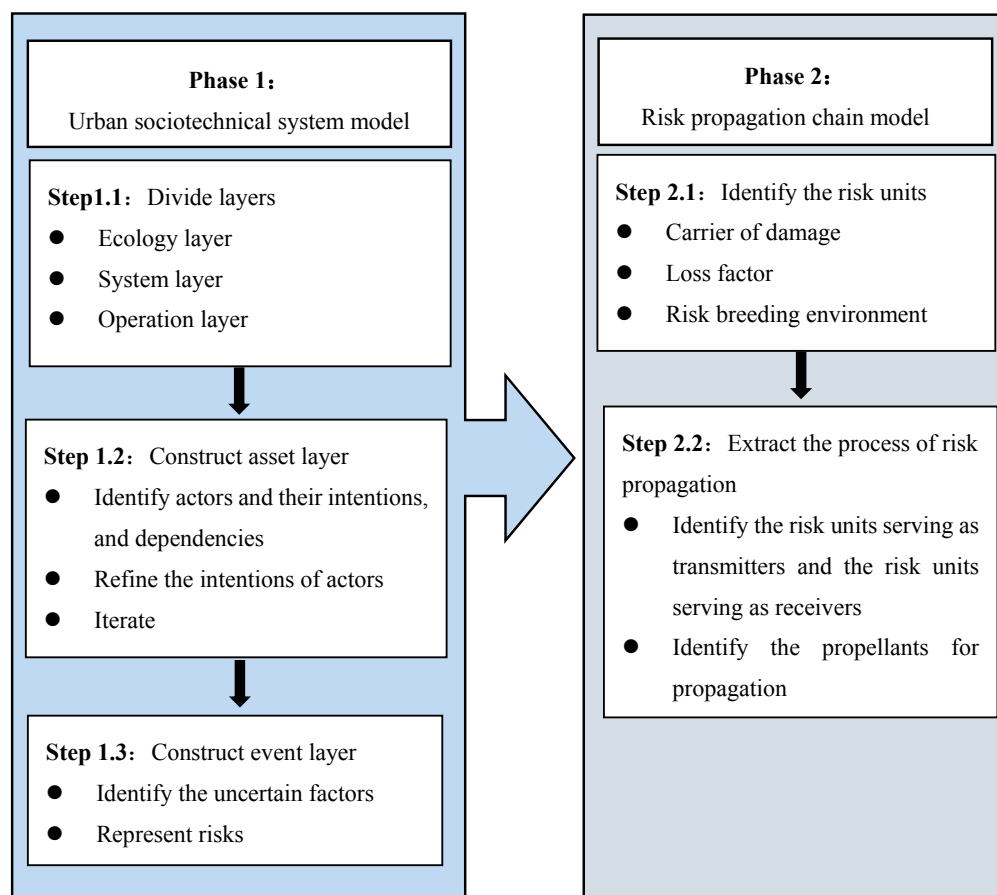 Phase 1：
Urban sociotechnical system model
Step1.1：Divide layers
● Ecology layer
● System layer
● Operation layer
Step 1.2：Construct asset layer
● Identify actors and their intentions,
and dependencies
● Refine the intentions of actors
● Iterate
Step 1.3：Construct event layer
● Identify the uncertain factors
● Represent risks
Phase 2：
Risk propagation chain model
Step 2.1：Identify the risk units
● Carrier of damage
● Loss factor
● Risk breeding environment
Step 2.2：Extract the process of risk
propagation
● Identify the risk units serving as
transmitters and the risk units
serving as receivers
● Identify the propellants for
propagation